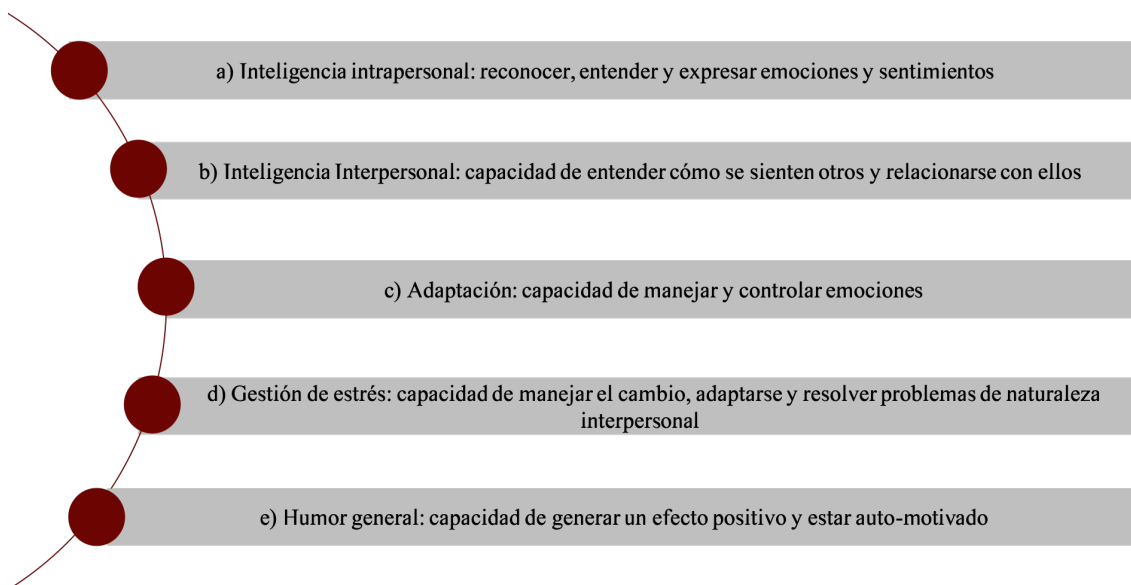 a) Inteligencia intrapersonal: reconocer, entender y expresar emociones y sentimientos
b) Inteligencia Interpersonal: capacidad de entender cómo se sienten otros y relacionarse con ellos
c) Adaptación: capacidad de manejar y controlar emociones
d) Gestión de estrés: capacidad de manejar el cambio, adaptarse y resolver problemas de naturaleza
interpersonal
e) Humor general: capacidad de generar un efecto positivo y estar auto-motivado